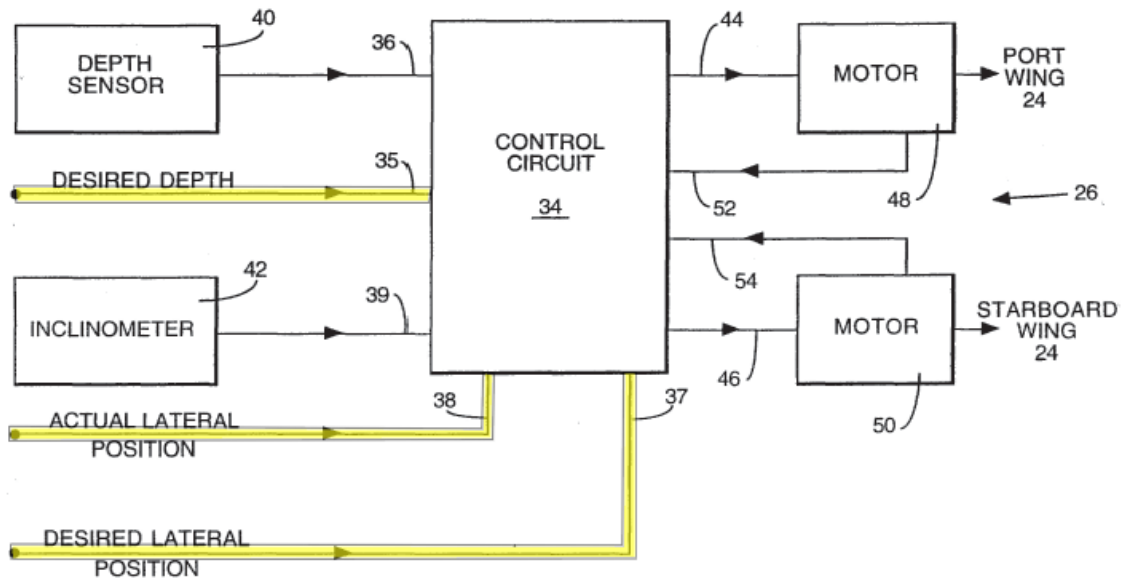 40
DEPTH
SENSOR
36
44
MOTOR
PORT
WING
24
CONTROL
CIRCUIT
34
35
DESIRED DEPTH
52
48
26
54
42
INCLINOMETER
39
46
MOTOR
STARBOARD
WING
24
50
38
37
ACTUAL LATERAL
POSITION
DESIRED LATERAL
POSITION